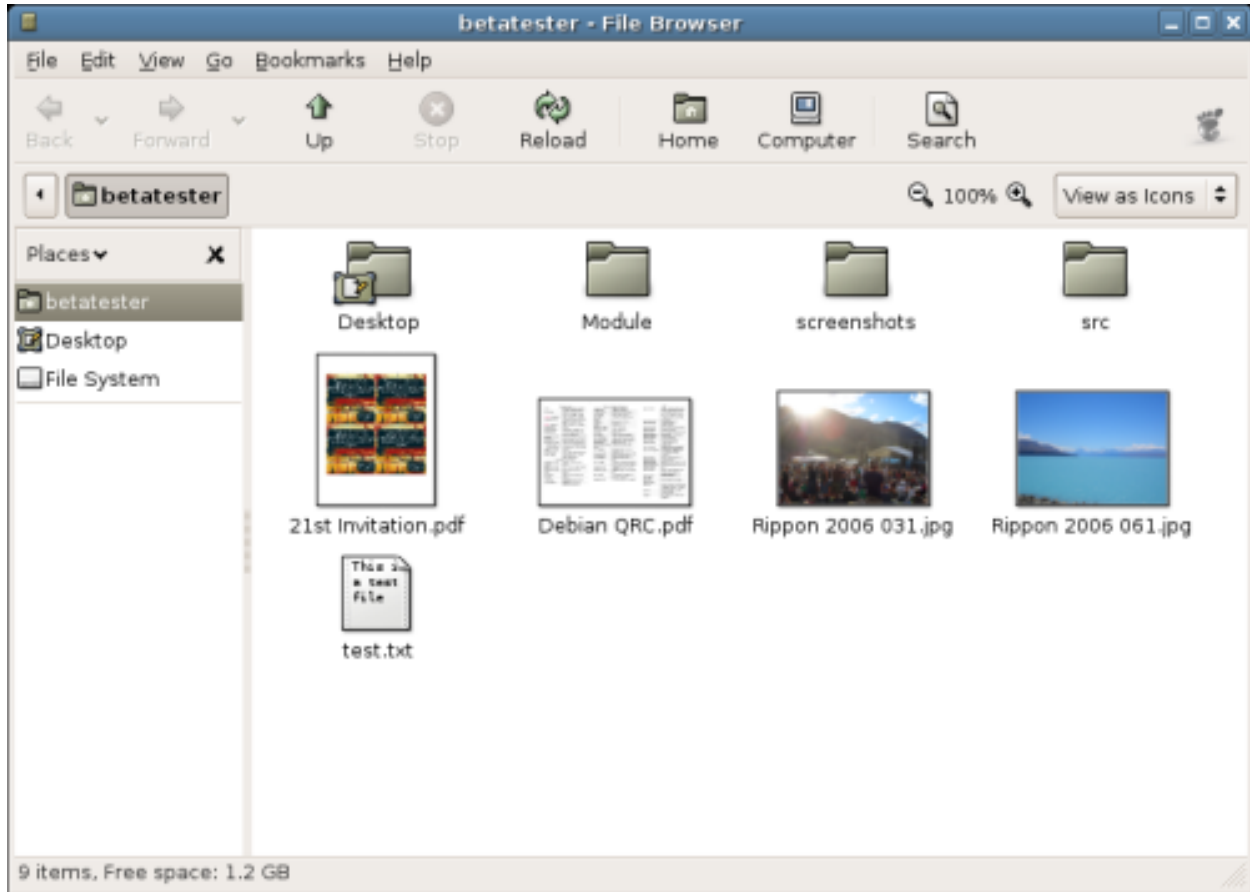 betatester - File Browser
File Edit View Go Bookmarks Help
Back Forward Up Stop Reload Home Computer Search
betatester 100% View as Icons
Places
betatester
Desktop
File System
Desktop Module screenshots src
21st Invitation.pdf Debian QRC.pdf Rippon 2006 031.jpg Rippon 2006 061.jpg
This i
a test
file
test.txt
9 items, Free space: 1.2 GB